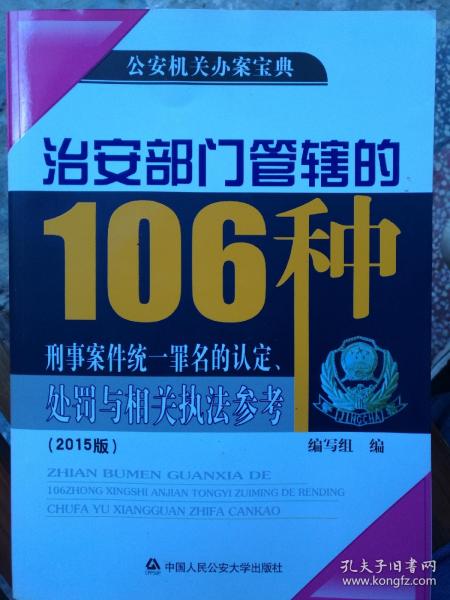 公安机关办案宝典
治安部门管辖的
106种
刑事案件统一罪名的认定、
处罚与相关执法参考
(2015版)
编写组 编
JINGCHA
ZHIAN BUMEN GUANXIA DE
106ZHONG XINGSHI ANJIAN TONGYI ZUIMING DE RENDING
CHUFA YU XIANGGUAN ZHIFA CANKAO
中国人民公安大学出版社
孔夫子旧书网
www.kongfz.com